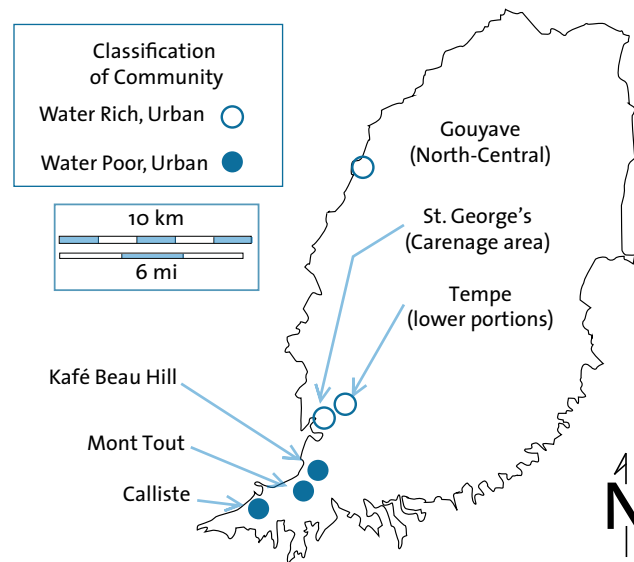 Classification
of Community
Water Rich, Urban
Water Poor, Urban
10 km
6 mi
Gouyave
(North-Central)
St. George's
(Carenage area)
Tempe
(lower portions)
Kafé Beau Hill
Mont Tout
Calliste
N